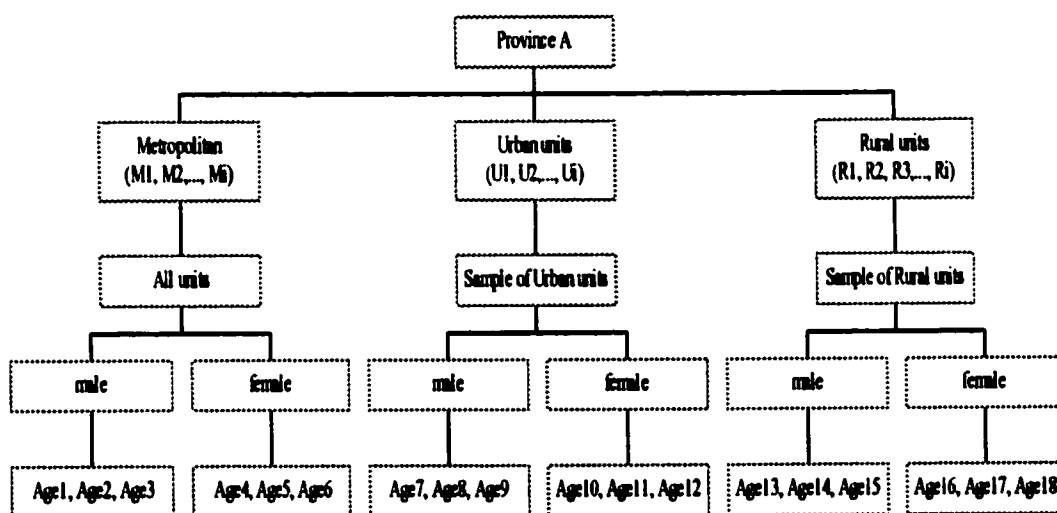 Province A
Metropolitan
(M1, M2,..., Mi)
Urban units
(U1, U2,..., Ui)
Rural units
(R1, R2, R3,..., Ri)
All units
Sample of Urban units
Sample of Rural units
male
female
male
female
male
female
Age1, Age2, Age3
Age4, Age5, Age6
Age7, Age8, Age9
Age10, Age11, Age12
Age13, Age14, Age15
Age16, Age17, Age18